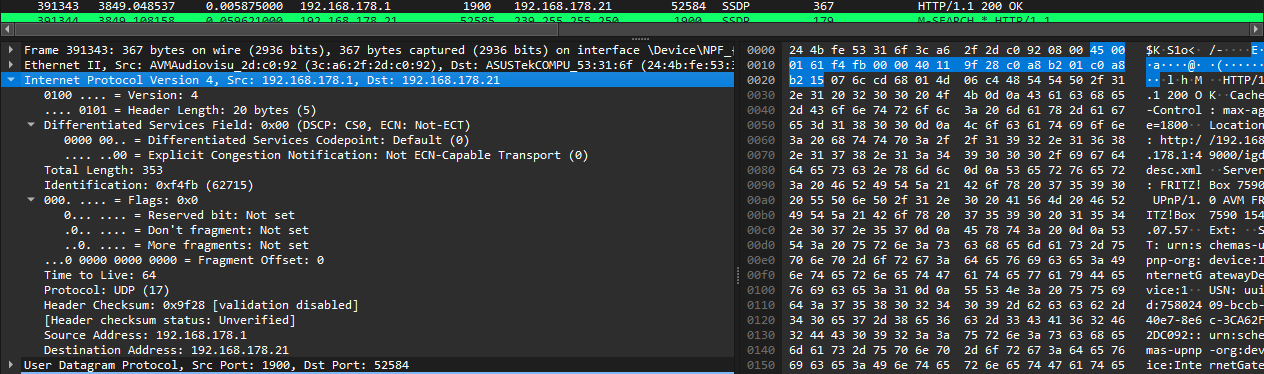 391343 3849.048537 0.005875000 192.168.178.1 1900 192.168.178.21 52584 SSDP 367 HTTP/1.1 200 OK
391344 3849.108158 0.059621000 192.168.178.21 52585 239.255.255.250 1900 SSDP 179 M-SEARCH * HTTP/1.1
Frame 391343: 367 bytes on wire (2936 bits), 367 bytes captured (2936 bits) on interface \Device\NPF_
Ethernet II, Src: AVMAudiovisu_2d:c0:92 (3c:a6:2f:2d:c0:92), Dst: ASUSTekCOMPU_53:31:6f (24:4b:fe:53:3
Internet Protocol Version 4, Src: 192.168.178.1, Dst: 192.168.178.21
0100 .... = Version: 4
.... 0101 = Header Length: 20 bytes (5)
Differentiated Services Field: 0x00 (DSCP: CS0, ECN: Not-ECT)
0000 00.. = Differentiated Services Codepoint: Default (0)
.... ..00 = Explicit Congestion Notification: Not ECN-Capable Transport (0)
Total Length: 353
Identification: 0xf4fb (62715)
000. .... = Flags: 0x0
0... .... = Reserved bit: Not set
.0.. .... = Don't fragment: Not set
..0. .... = More fragments: Not set
...0 0000 0000 0000 = Fragment Offset: 0
Time to Live: 64
Protocol: UDP (17)
Header Checksum: 0x9f28 [validation disabled]
[Header checksum status: Unverified]
Source Address: 192.168.178.1
Destination Address: 192.168.178.21
User Datagram Protocol, Src Port: 1900, Dst Port: 52584
0000 24 4b fe 53 31 6f 3c a6 2f 2d c0 92 08 00 45 00 $K·S1o<· /-····E·
0010 01 61 f4 fb 00 00 40 11 9f 28 c0 a8 b2 01 c0 a8 ·a····@· ·(······
0020 b2 15 07 6c cd 68 01 4d 06 c4 48 54 54 50 2f 31 ···l·h·M ··HTTP/1
0030 2e 31 20 32 30 30 20 4f 4b 0d 0a 43 61 63 68 65 .1 200 O K··Cache
0040 2d 43 6f 6e 74 72 6f 6c 3a 20 6d 61 78 2d 61 67 -Control : max-ag
0050 65 3d 31 38 30 30 0d 0a 4c 6f 63 61 74 69 6f 6e e=1800·· Location
0060 3a 20 68 74 74 70 3a 2f 2f 31 39 32 2e 31 36 38 : http:/ /192.168
0070 2e 31 37 38 2e 31 3a 34 39 30 30 30 2f 69 67 64 .178.1:4 9000/igd
0080 64 65 73 63 2e 78 6d 6c 0d 0a 53 65 72 76 65 72 desc.xml ··Server
0090 3a 20 46 52 49 54 5a 21 42 6f 78 20 37 35 39 30 : FRITZ! Box 7590
00a0 20 55 50 6e 50 2f 31 2e 30 20 41 56 4d 20 46 52 UPnP/1. 0 AVM FR
00b0 49 54 5a 21 42 6f 78 20 37 35 39 30 20 31 35 34 ITZ!Box 7590 154
00c0 2e 30 37 2e 35 37 0d 0a 45 78 74 3a 20 0d 0a 53 .07.57·· Ext: ··S
00d0 54 3a 20 75 72 6e 3a 73 63 68 65 6d 61 73 2d 75 T: urn:s chemas-u
00e0 70 6e 70 2d 6f 72 67 3a 64 65 76 69 63 65 3a 49 pnp-org: device:I
00f0 6e 74 65 72 6e 65 74 47 61 74 65 77 61 79 44 65 nternetG atewayDe
0100 76 69 63 65 3a 31 0d 0a 55 53 4e 3a 20 75 75 69 vice:1·· USN: uui
0110 64 3a 37 35 38 30 32 34 30 39 2d 62 63 63 62 2d d:758024 09-bccb-
0120 34 30 65 37 2d 38 65 36 63 2d 33 43 41 36 32 46 40e7-8e6 c-3CA62F
0130 32 44 43 30 39 32 3a 3a 75 72 6e 3a 73 63 68 65 2DC092:: urn:sche
0140 6d 61 73 2d 75 70 6e 70 2d 6f 72 67 3a 64 65 76 mas-upnp -org:dev
0150 69 63 65 3a 49 6e 74 65 72 6e 65 74 47 61 74 65 ice:Inte rnetGate